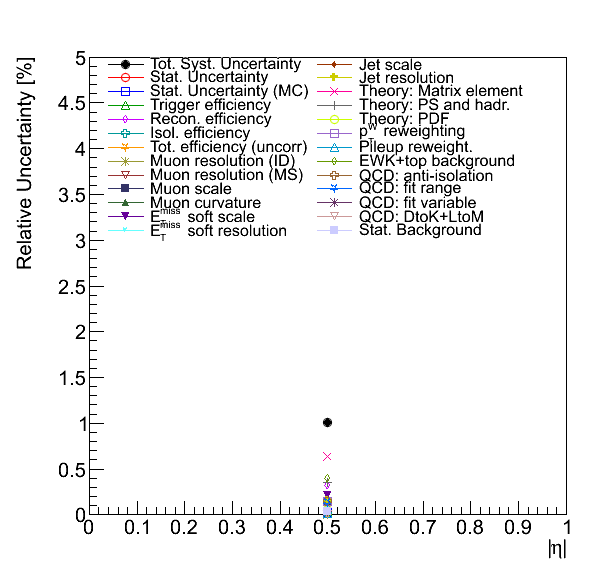 Relative Uncertainty [%]
5
4.5
4
3.5
3
2.5
2
1.5
1
0.5
0
Tot. Syst. Uncertainty
Stat. Uncertainty
Stat. Uncertainty (MC)
Trigger efficiency
Recon. efficiency
Isol. efficiency
Tot. efficiency (uncorr)
Muon resolution (ID)
Muon resolution (MS)
Muon scale
Muon curvature
E_T^miss soft scale
E_T^miss soft resolution
Jet scale
Jet resolution
Theory: Matrix element
Theory: PS and hadr.
Theory: PDF
p_T^W reweighting
Pileup reweight.
EWK+top background
QCD: anti-isolation
QCD: fit range
QCD: fit variable
QCD: DtoK+LtoM
Stat. Background
0 0.1 0.2 0.3 0.4 0.5 0.6 0.7 0.8 0.9 1
|η|